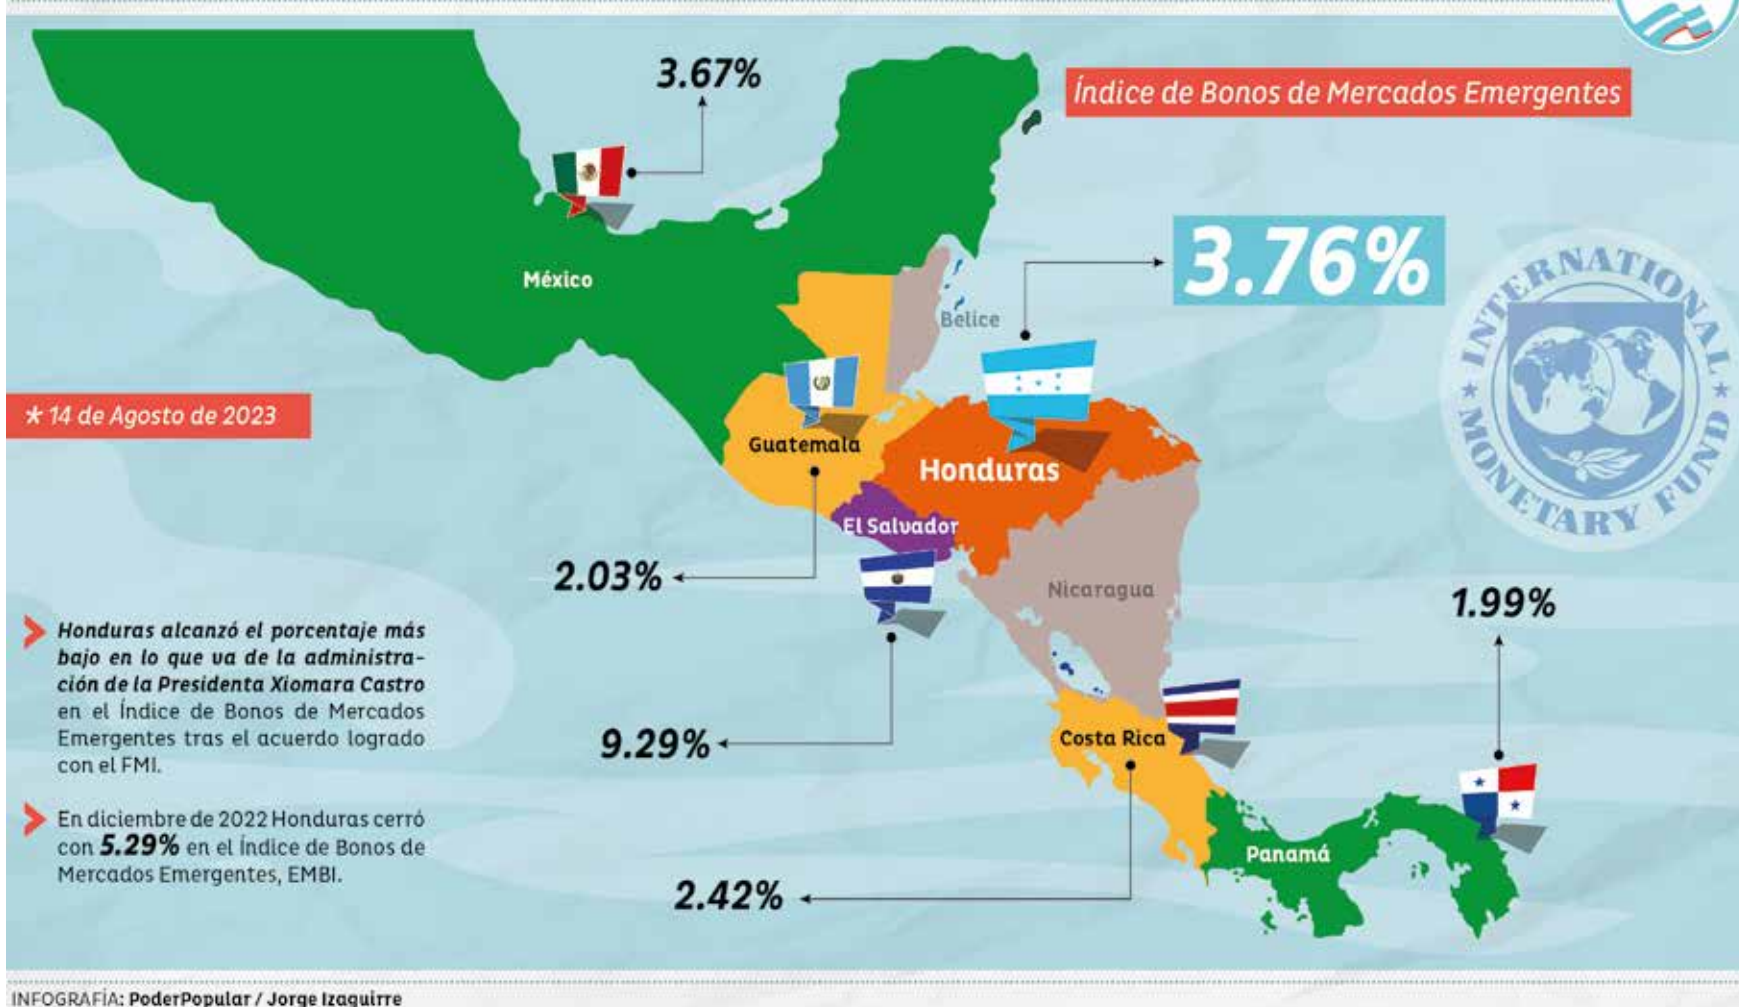 3.67%
Índice de Bonos de Mercados Emergentes
3.76%
México
Belice
INTERNATIONAL
MONETARY FUND
* 14 de Agosto de 2023
Guatemala
Honduras
El Salvador
2.03%
Nicaragua
1.99%
Honduras alcanzó el porcentaje más
bajo en lo que va de la administra-
ción de la Presidenta Xiomara Castro
en el Índice de Bonos de Mercados
Emergentes tras el acuerdo logrado
con el FMI.
9.29%
Costa Rica
En diciembre de 2022 Honduras cerró
con 5.29% en el Índice de Bonos de
Mercados Emergentes, EMBI.
Panamá
2.42%
INFOGRAFÍA: PoderPopular / Jorge Izaguirre